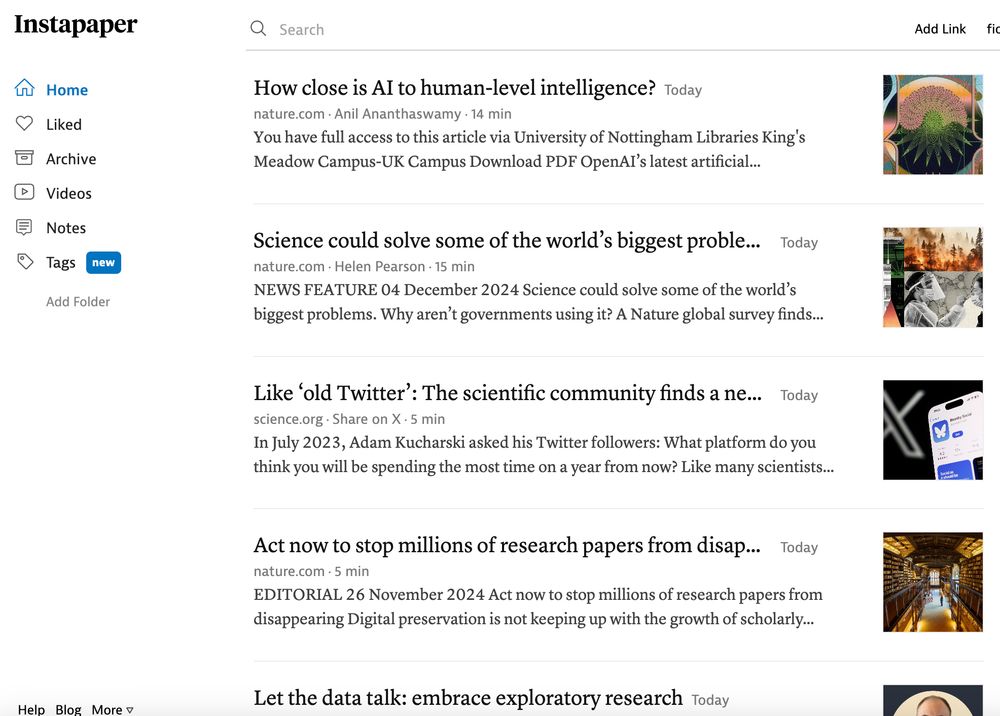 Instapaper
Search
Add Link
Home
Liked
Archive
Videos
Notes
Tags new
Add Folder
How close is AI to human-level intelligence? Today
nature.com · Anil Ananthaswamy · 14 min
You have full access to this article via University of Nottingham Libraries King's
Meadow Campus-UK Campus Download PDF OpenAI’s latest artificial...
Science could solve some of the world’s biggest proble... Today
nature.com · Helen Pearson · 15 min
NEWS FEATURE 04 December 2024 Science could solve some of the world’s
biggest problems. Why aren’t governments using it? A Nature global survey finds...
Like ‘old Twitter’: The scientific community finds a ne... Today
science.org · Share on X · 5 min
In July 2023, Adam Kucharski asked his Twitter followers: What platform do you
think you will be spending the most time on a year from now? Like many scientists...
Act now to stop millions of research papers from disap... Today
nature.com · 5 min
EDITORIAL 26 November 2024 Act now to stop millions of research papers from
disappearing Digital preservation is not keeping up with the growth of scholarly...
Let the data talk: embrace exploratory research Today
Help Blog More ▿